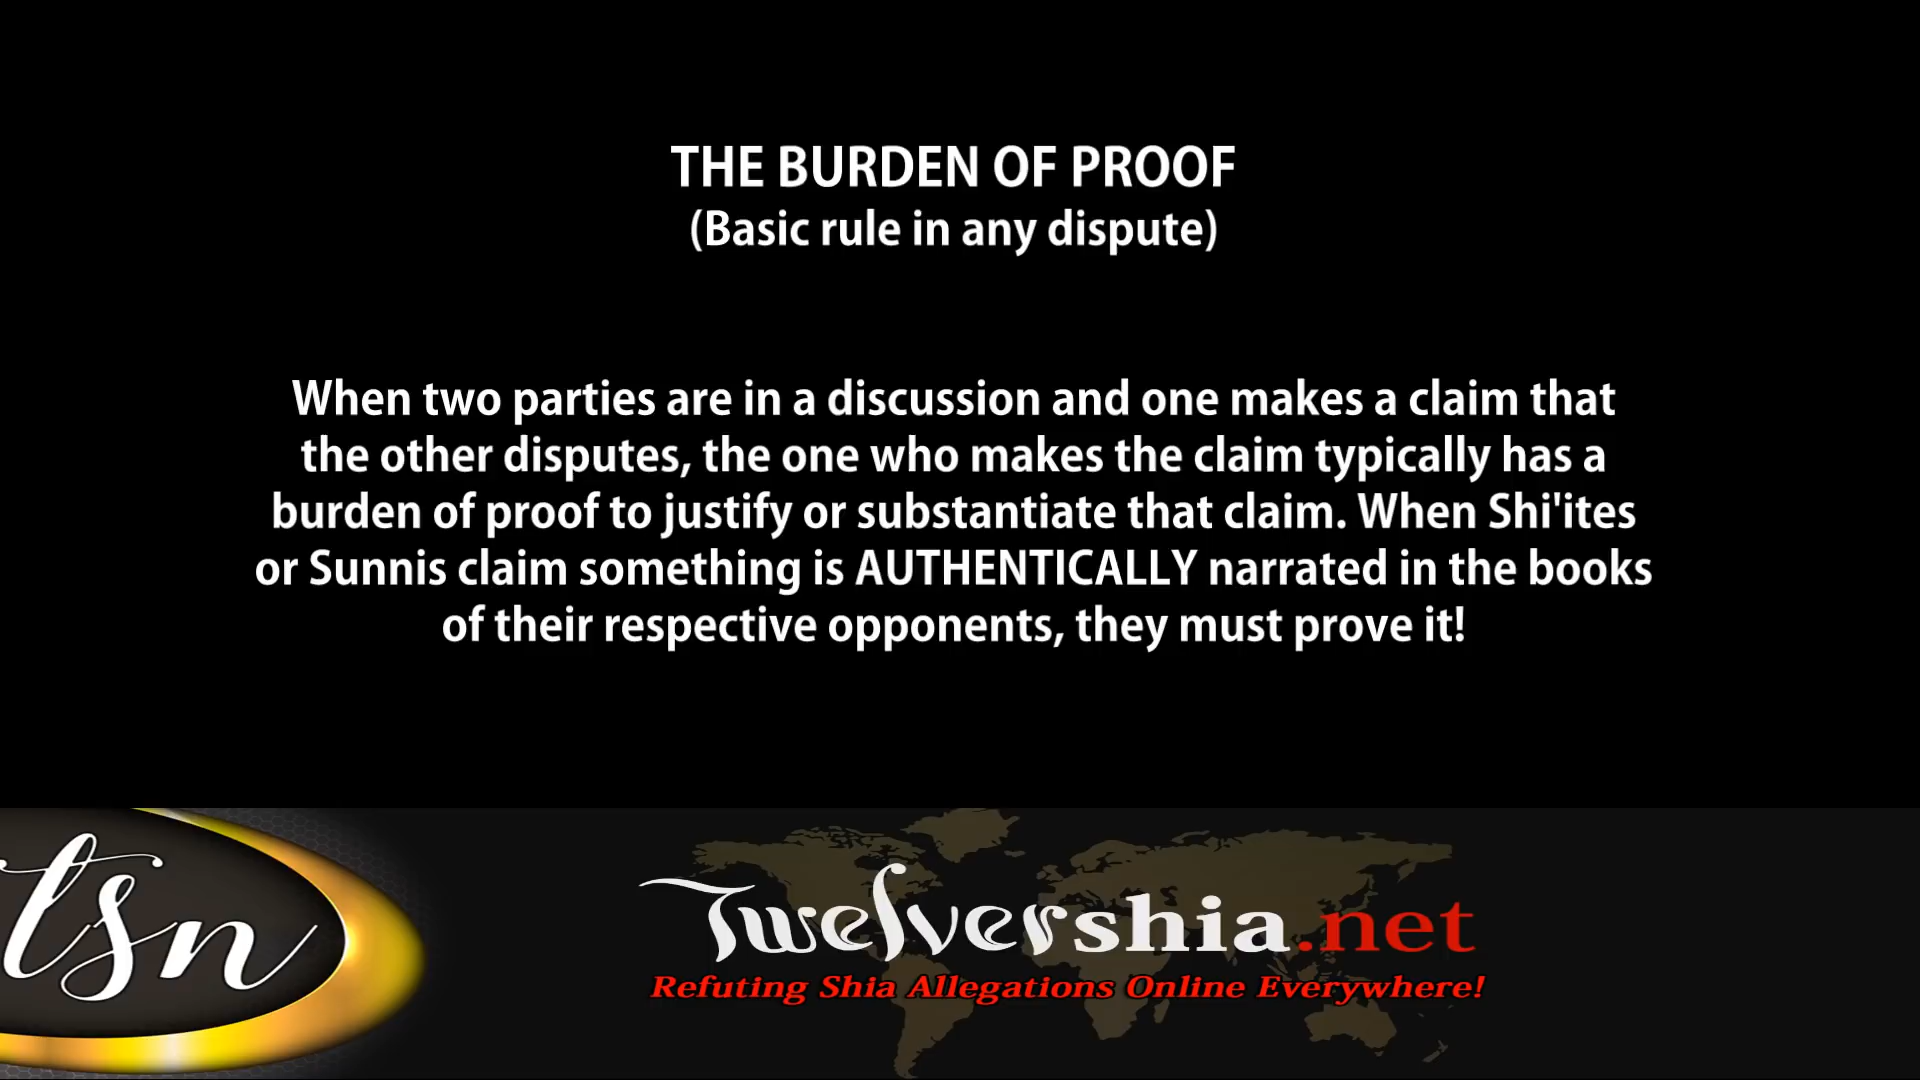 THE BURDEN OF PROOF
(Basic rule in any dispute)
When two parties are in a discussion and one makes a claim that
the other disputes, the one who makes the claim typically has a
burden of proof to justify or substantiate that claim. When Shi'ites
or Sunnis claim something is AUTHENTICALLY narrated in the books
of their respective opponents, they must prove it!
tsn
Twelvershia.net
Refuting Shia Allegations Online Everywhere!